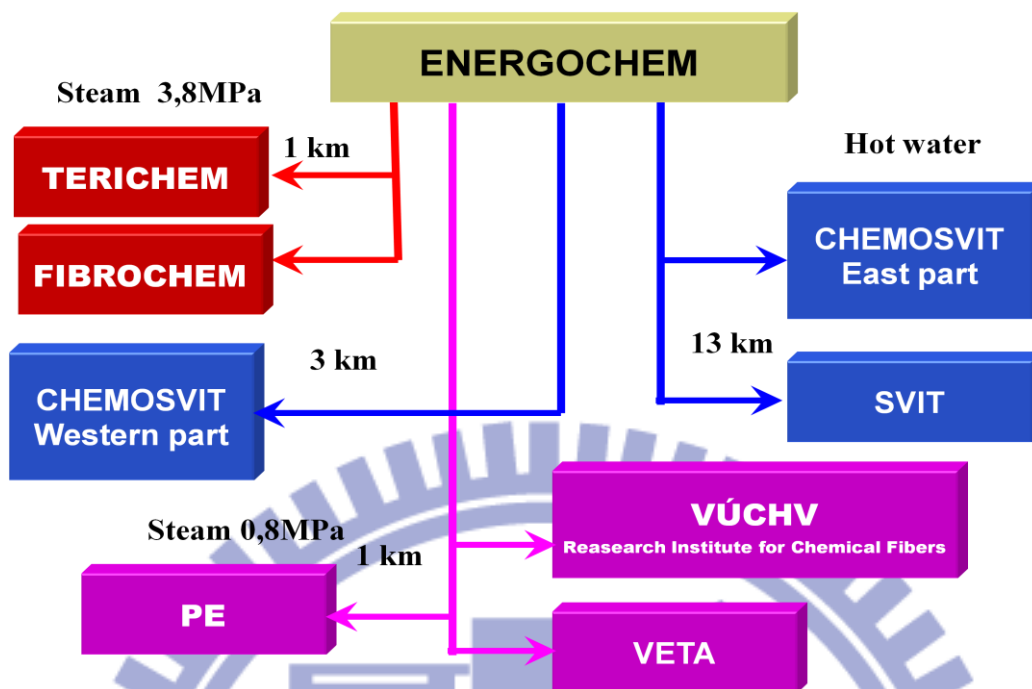 ENERGOCHEM
Steam 3,8MPa
1 km
TERICHEM
FIBROCHEM
Hot water
CHEMOSVIT
East part
3 km
13 km
CHEMOSVIT
Western part
SVIT
VÚCHV
Reasearch Institute for Chemical Fibers
Steam 0,8MPa
1 km
PE
VETA